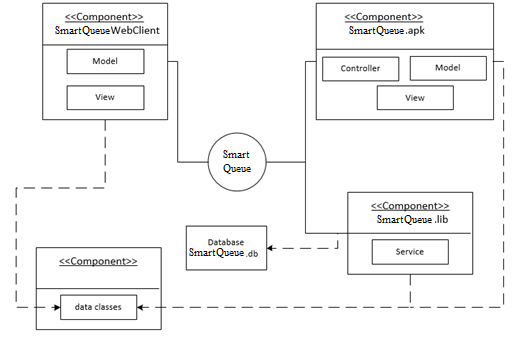 <<Component>>
SmartQueueWebClient
Model
View
<<Component>>
SmartQueue.apk
Controller
Model
View
Smart
Queue
<<Component>>
SmartQueue .lib
Service
Database
SmartQueue.db
<<Component>>
data classes